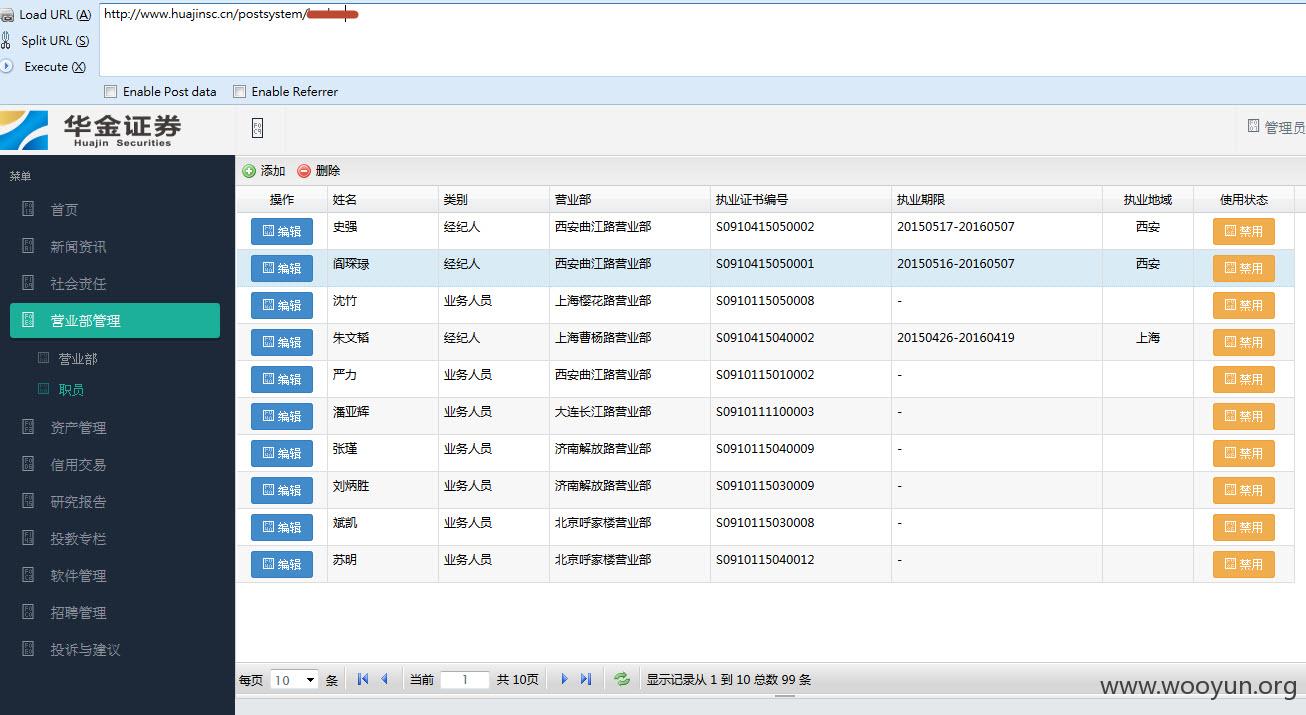 Load URL (A)
http://www.huajinsc.cn/postsystem/
Split URL (S)
Execute (X)
Enable Post data Enable Referrer
华金证券
Huajin Securities
管理员
菜单
首页
新闻资讯
社会责任
营业部管理
营业部
职员
资产管理
信用交易
研究报告
投教专栏
软件管理
招聘管理
投诉与建议
添加 删除
操作 姓名 类别 营业部 执业证书编号 执业期限 执业地域 使用状态
编辑 史强 经纪人 西安曲江路营业部 S0910415050002 20150517-20160507 西安 禁用
编辑 阎琛琭 经纪人 西安曲江路营业部 S0910415050001 20150516-20160507 西安 禁用
编辑 沈竹 业务人员 上海樱花路营业部 S0910115050008 - 禁用
编辑 朱文韬 经纪人 上海曹杨路营业部 S0910415040002 20150426-20160419 上海 禁用
编辑 严力 业务人员 西安曲江路营业部 S0910115010002 - 禁用
编辑 潘亚辉 业务人员 大连长江路营业部 S0910111100003 - 禁用
编辑 张瑾 业务人员 济南解放路营业部 S0910115040009 - 禁用
编辑 刘炳胜 业务人员 济南解放路营业部 S0910115030009 - 禁用
编辑 斌凯 业务人员 北京呼家楼营业部 S0910115030008 - 禁用
编辑 苏明 业务人员 北京呼家楼营业部 S0910115040012 - 禁用
每页 10 条 当前 1 共 10页 显示记录从 1 到 10 总数 99 条
www.wooyun.org